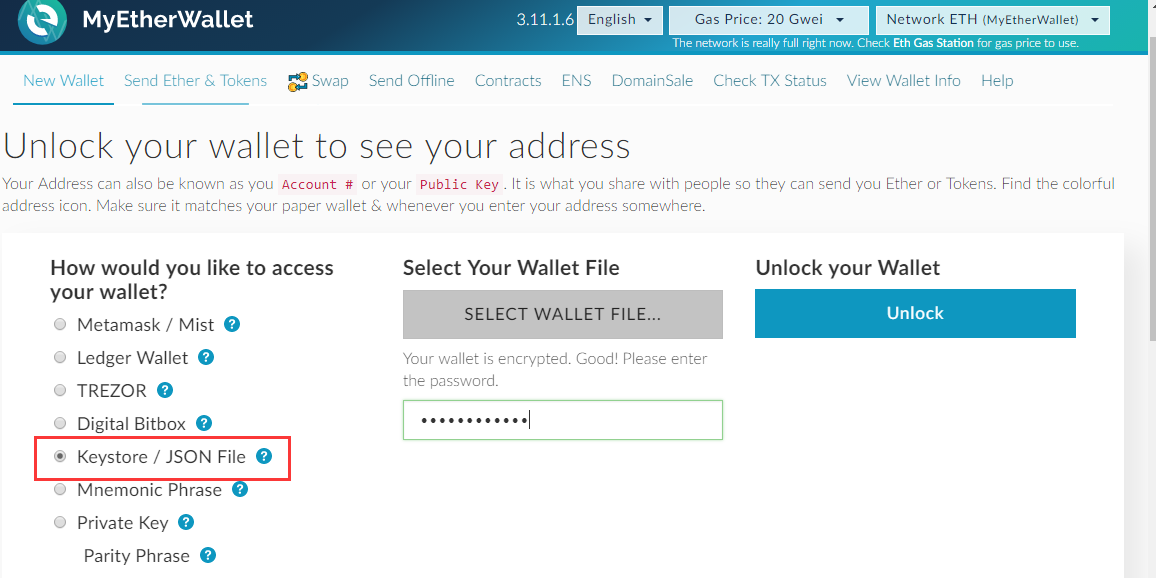 MyEtherWallet
3.11.1.6 English Gas Price: 20 Gwei Network ETH (MyEtherWallet)
The network is really full right now. Check Eth Gas Station for gas price to use.
New Wallet Send Ether & Tokens Swap Send Offline Contracts ENS DomainSale Check TX Status View Wallet Info Help
Unlock your wallet to see your address
Your Address can also be known as you Account # or your Public Key . It is what you share with people so they can send you Ether or Tokens. Find the colorful
address icon. Make sure it matches your paper wallet & whenever you enter your address somewhere.
How would you like to access
your wallet?
Metamask / Mist ?
Ledger Wallet ?
TREZOR ?
Digital Bitbox ?
Keystore / JSON File ?
Mnemonic Phrase ?
Private Key ?
Parity Phrase ?
Select Your Wallet File
SELECT WALLET FILE...
Your wallet is encrypted. Good! Please enter
the password.
••••••••••••
Unlock your Wallet
Unlock